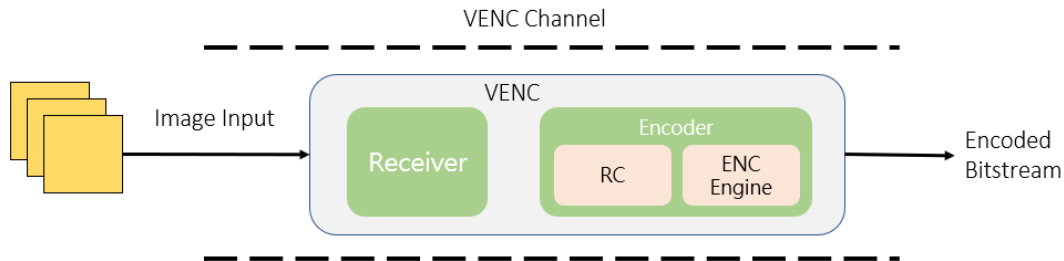 VENC Channel
VENC
Image Input
Receiver
Encoder
RC
ENC
Engine
Encoded
Bitstream